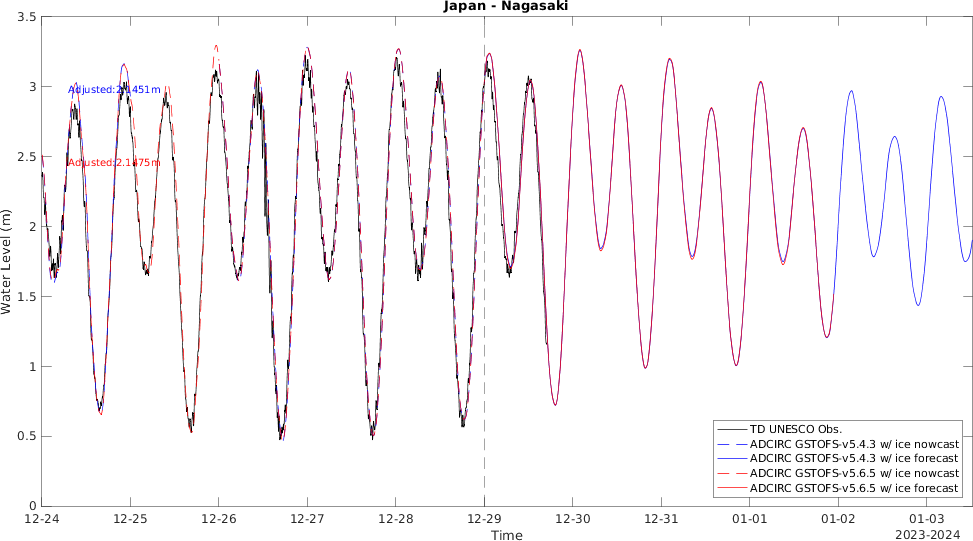 Japan - Nagasaki
3.5
3
2.5
2
1.5
1
0.5
0
Water Level (m)
Adjusted:2.1451m
Adjusted:2.1475m
TD UNESCO Obs.
ADCIRC GSTOFS-v5.4.3 w/ ice nowcast
ADCIRC GSTOFS-v5.4.3 w/ ice forecast
ADCIRC GSTOFS-v5.6.5 w/ ice nowcast
ADCIRC GSTOFS-v5.6.5 w/ ice forecast
12-24 12-25 12-26 12-27 12-28 12-29 12-30 12-31 01-01 01-02 01-03
Time
2023-2024